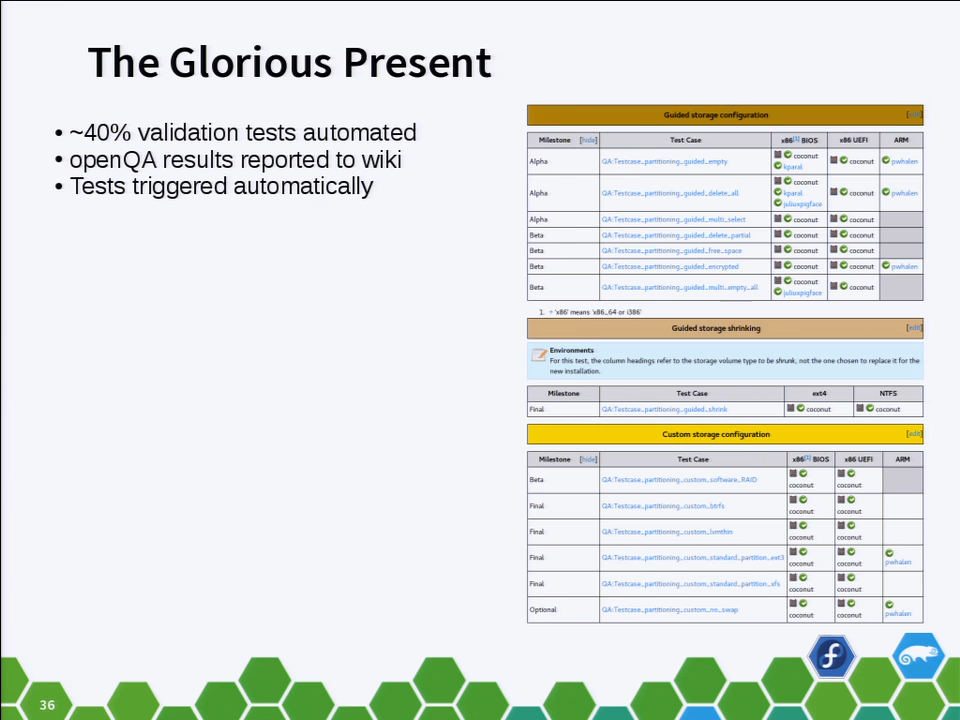 The Glorious Present
• ~40% validation tests automated
• openQA results reported to wiki
• Tests triggered automatically
Guided storage configuration [edit]
Milestone [hide] Test Case x86[1] BIOS x86 UEFI ARM
Alpha QA:Testcase_partitioning_guided_empty coconut kparal coconut pwhalen
Alpha QA:Testcase_partitioning_guided_delete_all coconut kparal juliuxpigface coconut pwhalen
Alpha QA:Testcase_partitioning_guided_multi_select coconut coconut
Beta QA:Testcase_partitioning_guided_delete_partial coconut coconut
Beta QA:Testcase_partitioning_guided_free_space coconut coconut
Beta QA:Testcase_partitioning_guided_encrypted coconut coconut pwhalen
Beta QA:Testcase_partitioning_guided_multi_empty_all coconut juliuxpigface coconut
1. ↑ 'x86' means 'x86_64 or i386'
Guided storage shrinking [edit]
Environments
For this test, the column headings refer to the storage volume type to be shrunk, not the one chosen to replace it for the
new installation.
Milestone Test Case ext4 NTFS
Final QA:Testcase_partitioning_guided_shrink coconut coconut
Custom storage configuration [edit]
Milestone [hide] Test Case x86[1] BIOS x86 UEFI ARM
Beta QA:Testcase_partitioning_custom_software_RAID coconut coconut
Final QA:Testcase_partitioning_custom_btrfs coconut coconut
Final QA:Testcase_partitioning_custom_lvmthin coconut coconut
Final QA:Testcase_partitioning_custom_standard_partition_ext3 coconut coconut pwhalen
Final QA:Testcase_partitioning_custom_standard_partition_xfs coconut coconut
Optional QA:Testcase_partitioning_custom_no_swap coconut coconut pwhalen
36